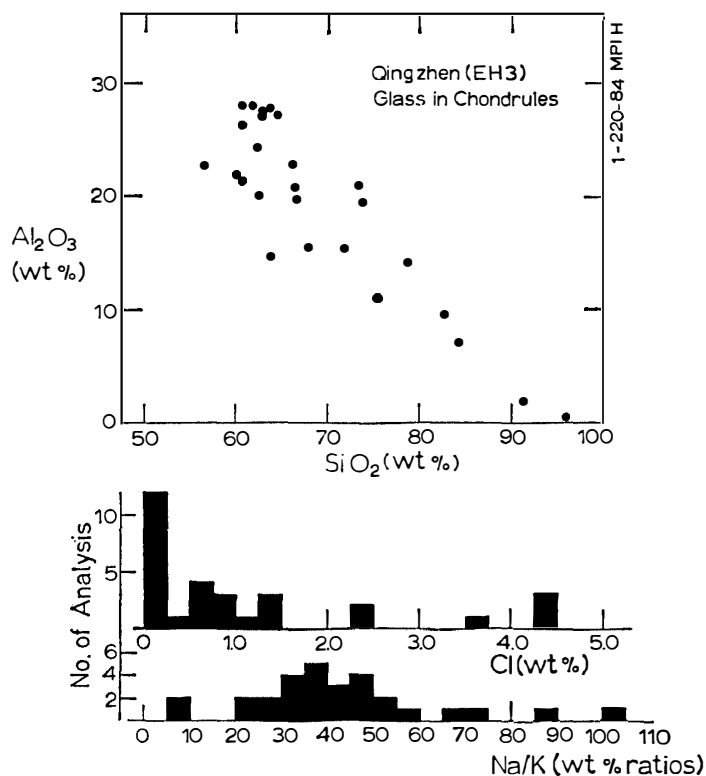 Qingzhen (EH3)
Glass in Chondrules
1-220-84 MPI H
30
20
10
0
Al₂O₃
(wt %)
50 60 70 80 90 100
SiO₂ (wt %)
10
5
No. of Analysis
0 1.0 2.0 3.0 4.0 5.0
Cl (wt %)
6
4
2
0 10 20 30 40 50 60 70 80 90 100 110
Na/K (wt % ratios)